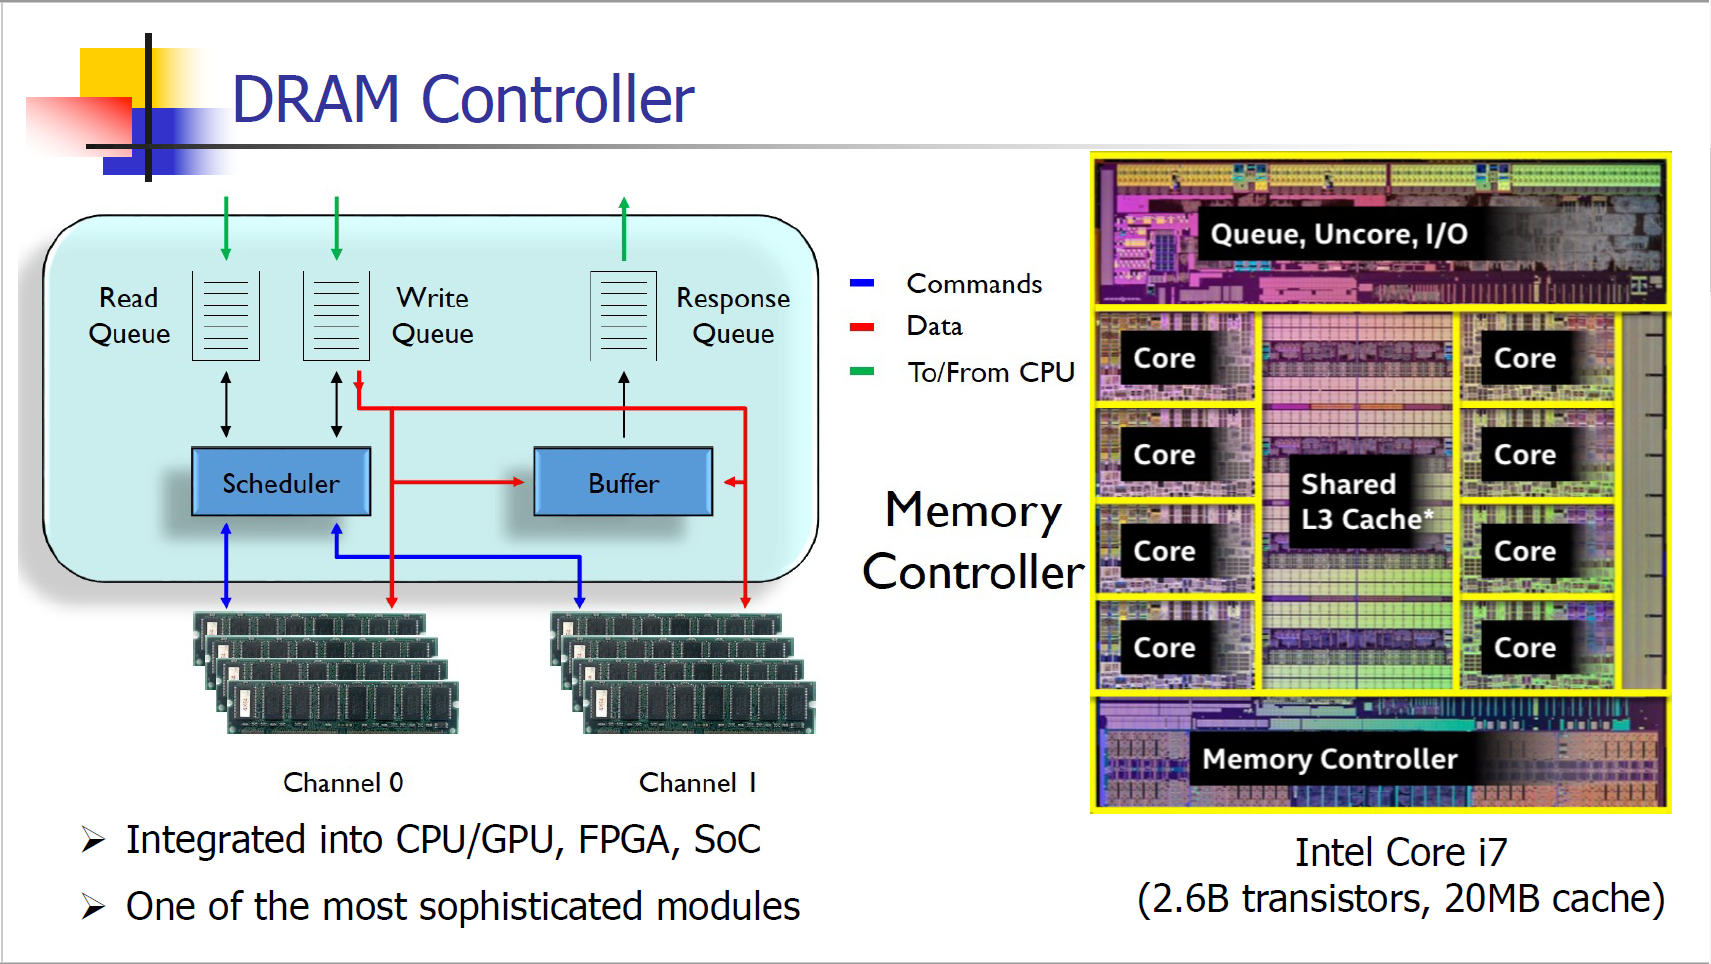 DRAM Controller
Read
Queue
Write
Queue
Response
Queue
Commands
Data
To/From CPU
Scheduler
Buffer
Memory
Controller
Channel 0
Channel 1
Queue, Uncore, I/O
Core
Core
Core
Core
Shared
L3 Cache*
Core
Core
Core
Core
Memory Controller
Intel Core i7
(2.6B transistors, 20MB cache)
➢ Integrated into CPU/GPU, FPGA, SoC
➢ One of the most sophisticated modules